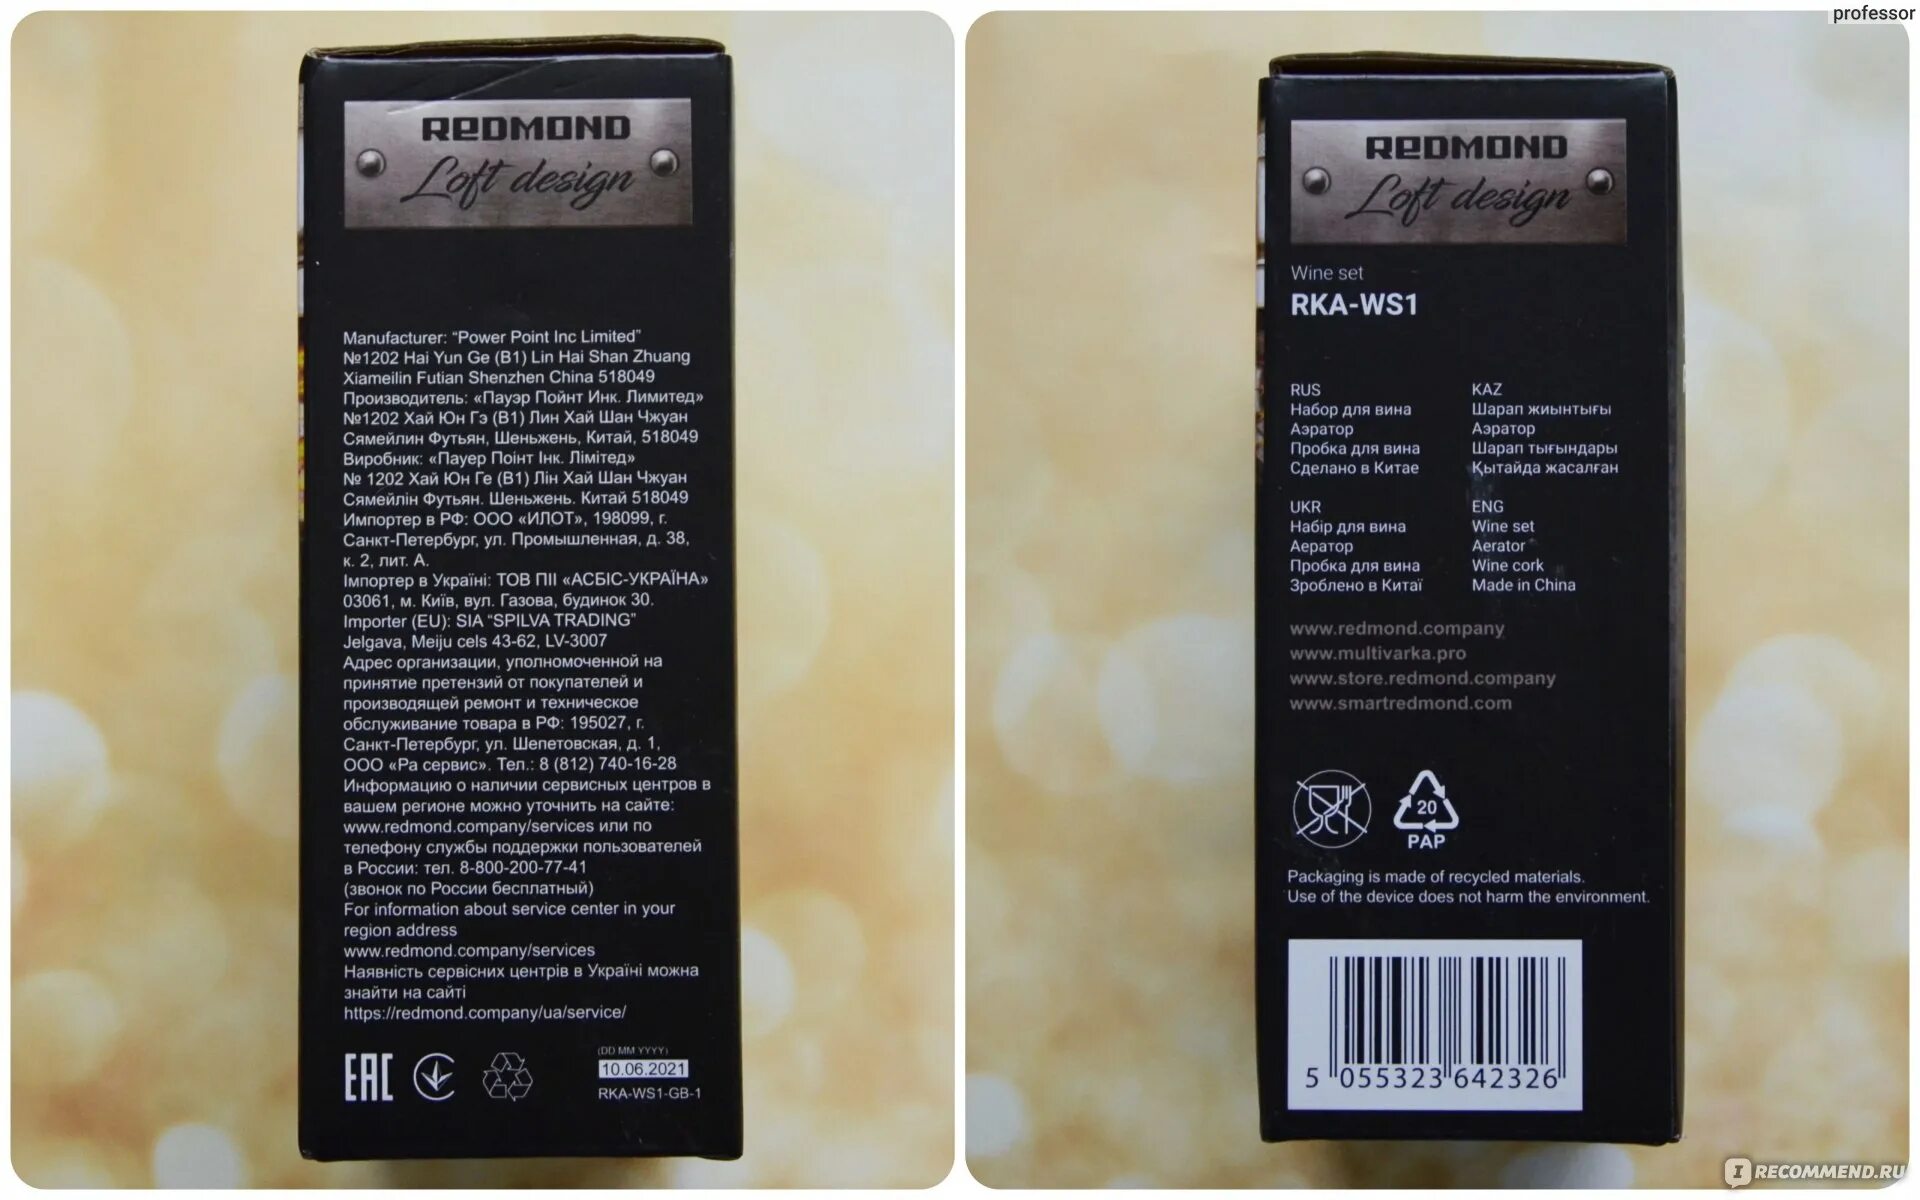 professor
REDMOND
Loft design
Manufacturer: “Power Point Inc Limited”
№1202 Hai Yun Ge (B1) Lin Hai Shan Zhuang
Xiameilin Futian Shenzhen China 518049
Производитель: «Пауэр Пойнт Инк. Лимитед»
№1202 Хай Юн Гэ (В1) Лин Хай Шан Чжуан
Сямейлин Футьян, Шеньжень, Китай, 518049
Виробник: «Пауер Поінт Інк. Лімітед»
№ 1202 Хай Юн Ге (В1) Лін Хай Шан Чжуан
Сямейлін Футьян. Шеньжень. Китай 518049
Импортер в РФ: ООО «ИЛОТ», 198099, г.
Санкт-Петербург, ул. Промышленная, д. 38,
к. 2, лит. А.
Імпортер в Україні: ТОВ ПІІ «АСБІС-УКРАЇНА»
03061, м. Київ, вул. Газова, будинок 30.
Importer (EU): SIA “SPILVA TRADING”
Jelgava, Meiju cels 43-62, LV-3007
Адрес организации, уполномоченной на
принятие претензий от покупателей и
производящей ремонт и техническое
обслуживание товара в РФ: 195027, г.
Санкт-Петербург, ул. Шепетовская, д. 1,
ООО «Ра сервис». Тел.: 8 (812) 740-16-28
Информацию о наличии сервисных центров в
вашем регионе можно уточнить на сайте:
www.redmond.company/services или по
телефону службы поддержки пользователей
в России: тел. 8-800-200-77-41
(звонок по России бесплатный)
For information about service center in your
region address
www.redmond.company/services
Наявність сервісних центрів в Україні можна
знайти на сайті
https://redmond.company/ua/service/
EAC
(DD MM YYYY)
10.06.2021
RKA-WS1-GB-1
REDMOND
Loft design
Wine set
RKA-WS1
RUS
Набор для вина
Аэратор
Пробка для вина
Сделано в Китае
KAZ
Шарап жиынтығы
Аэратор
Шарап тығындары
Қытайда жасалған
UKR
Набір для вина
Аератор
Пробка для вина
Зроблено в Китаї
ENG
Wine set
Aerator
Wine cork
Made in China
www.redmond.company
www.multivarka.pro
www.store.redmond.company
www.smartredmond.com
20
PAP
Packaging is made of recycled materials.
Use of the device does not harm the environment.
5 055323 642326
IRECOMMEND.RU